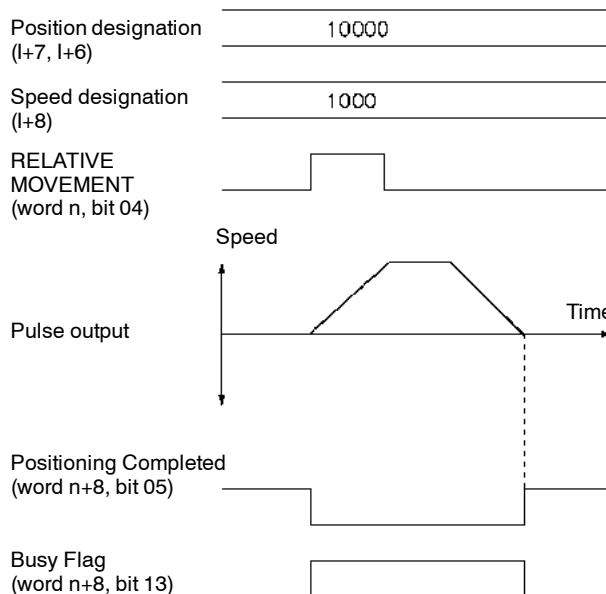 Position designation
(I+7, I+6)
10000
Speed designation
(I+8)
1000
RELATIVE
MOVEMENT
(word n, bit 04)
Speed
Pulse output
Time
Positioning Completed
(word n+8, bit 05)
Busy Flag
(word n+8, bit 13)